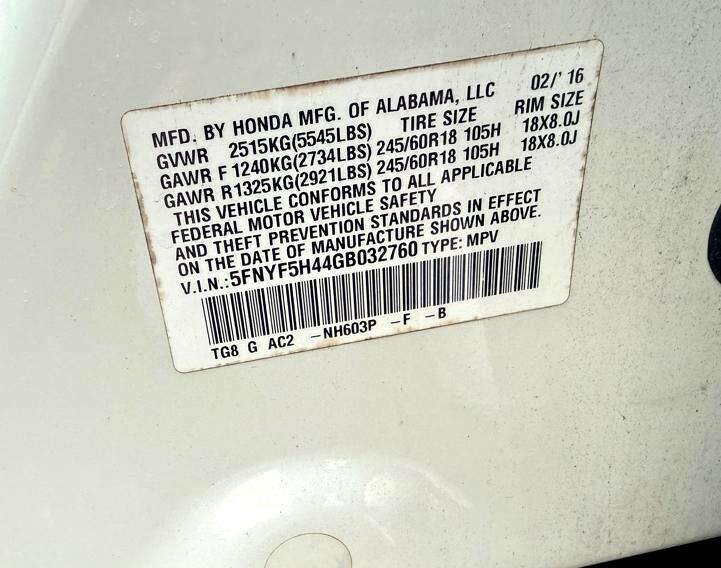 MFD. BY HONDA MFG. OF ALABAMA, LLC 02/' 16
GVWR 2515KG(5545LBS) TIRE SIZE RIM SIZE
GAWR F 1240KG(2734LBS) 245/60R18 105H 18X8.0J
GAWR R1325KG(2921LBS) 245/60R18 105H 18X8.0J
THIS VEHICLE CONFORMS TO ALL APPLICABLE
FEDERAL MOTOR VEHICLE SAFETY
AND THEFT PREVENTION STANDARDS IN EFFECT
ON THE DATE OF MANUFACTURE SHOWN ABOVE.
V.I.N.:5FNYF5H44GB032760 TYPE: MPV
TG8 G AC2 -NH603P -F -B